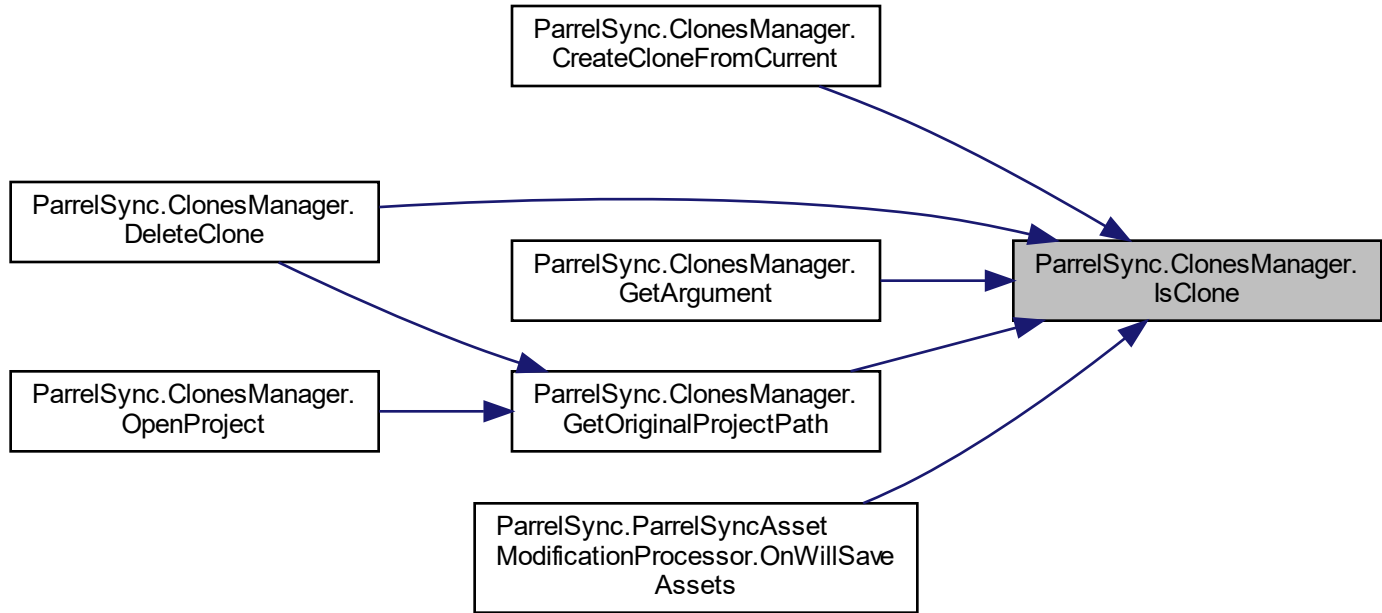 ParrelSync.ClonesManager.
CreateCloneFromCurrent
ParrelSync.ClonesManager.
DeleteClone
ParrelSync.ClonesManager.
GetArgument
ParrelSync.ClonesManager.
IsClone
ParrelSync.ClonesManager.
OpenProject
ParrelSync.ClonesManager.
GetOriginalProjectPath
ParrelSync.ParrelSyncAsset
ModificationProcessor.OnWillSave
Assets